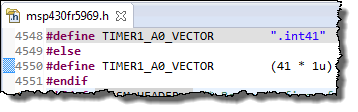 msp430fr5969.h
4548 #define TIMER1_A0_VECTOR ".int41"
4549 #else
4550 #define TIMER1_A0_VECTOR (41 * 1u)
4551 #endif